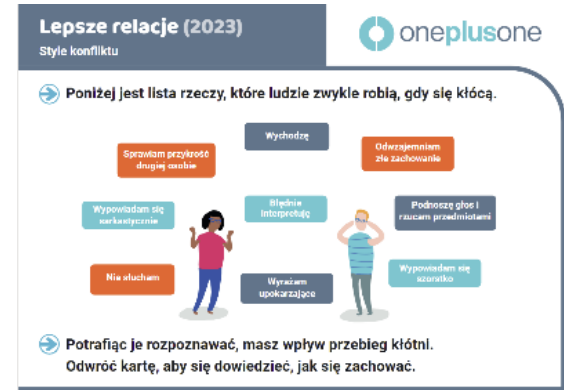 Lepsze relacje (2023)
Style konfliktu
oneplusone
Poniżej jest lista rzeczy, które ludzie zwykle robią, gdy się kłócą.
Wychodzę
Sprawiam przykrość
drugiej osobie
Odwzajemniam
złe zachowanie
Wypowiadam się
sarkastycznie
Błędnie
interpretuję
Podnoszę głos i
rzucam przedmiotami
Nie słucham
Wyrażam
upokarzające
Wypowiadam się
szorstko
Potrafiąc je rozpoznawać, masz wpływ przebieg kłótni.
Odwróć kartę, aby się dowiedzieć, jak się zachować.